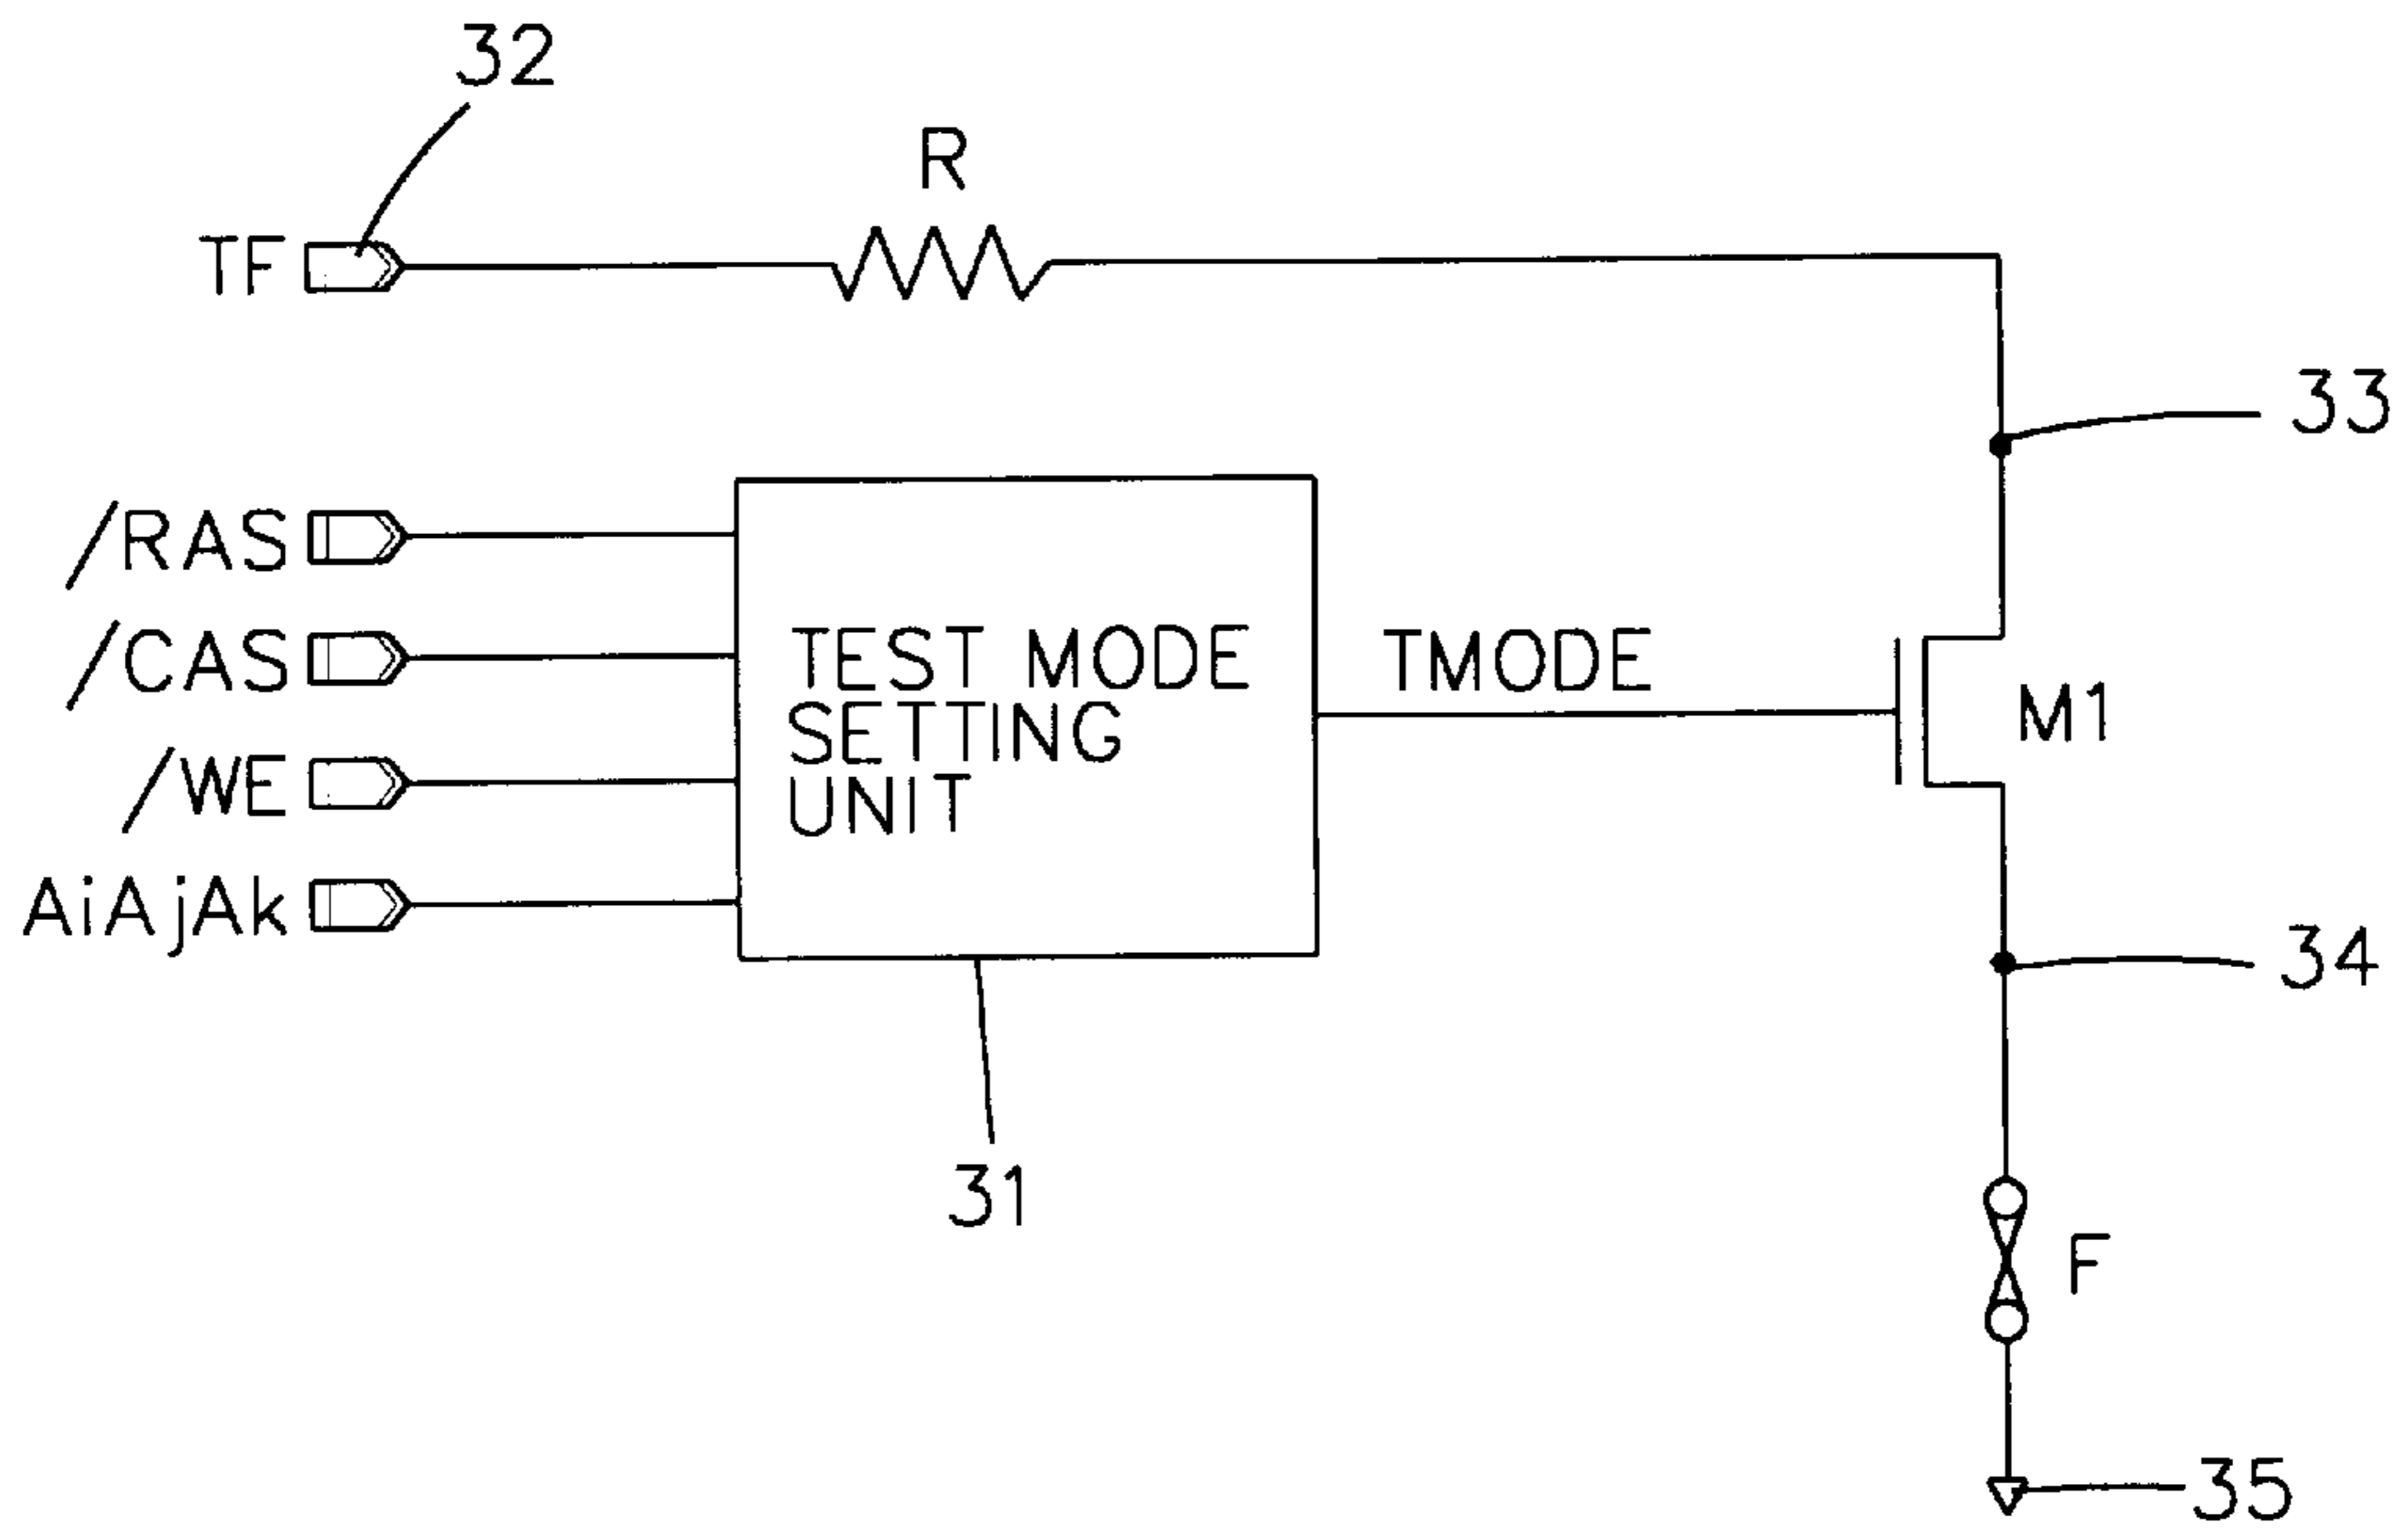 32
R
TF
33
/RAS
/CAS
/WE
AiAjAk
TEST MODE
SETTING
UNIT
TMODE
M1
34
31
F
35